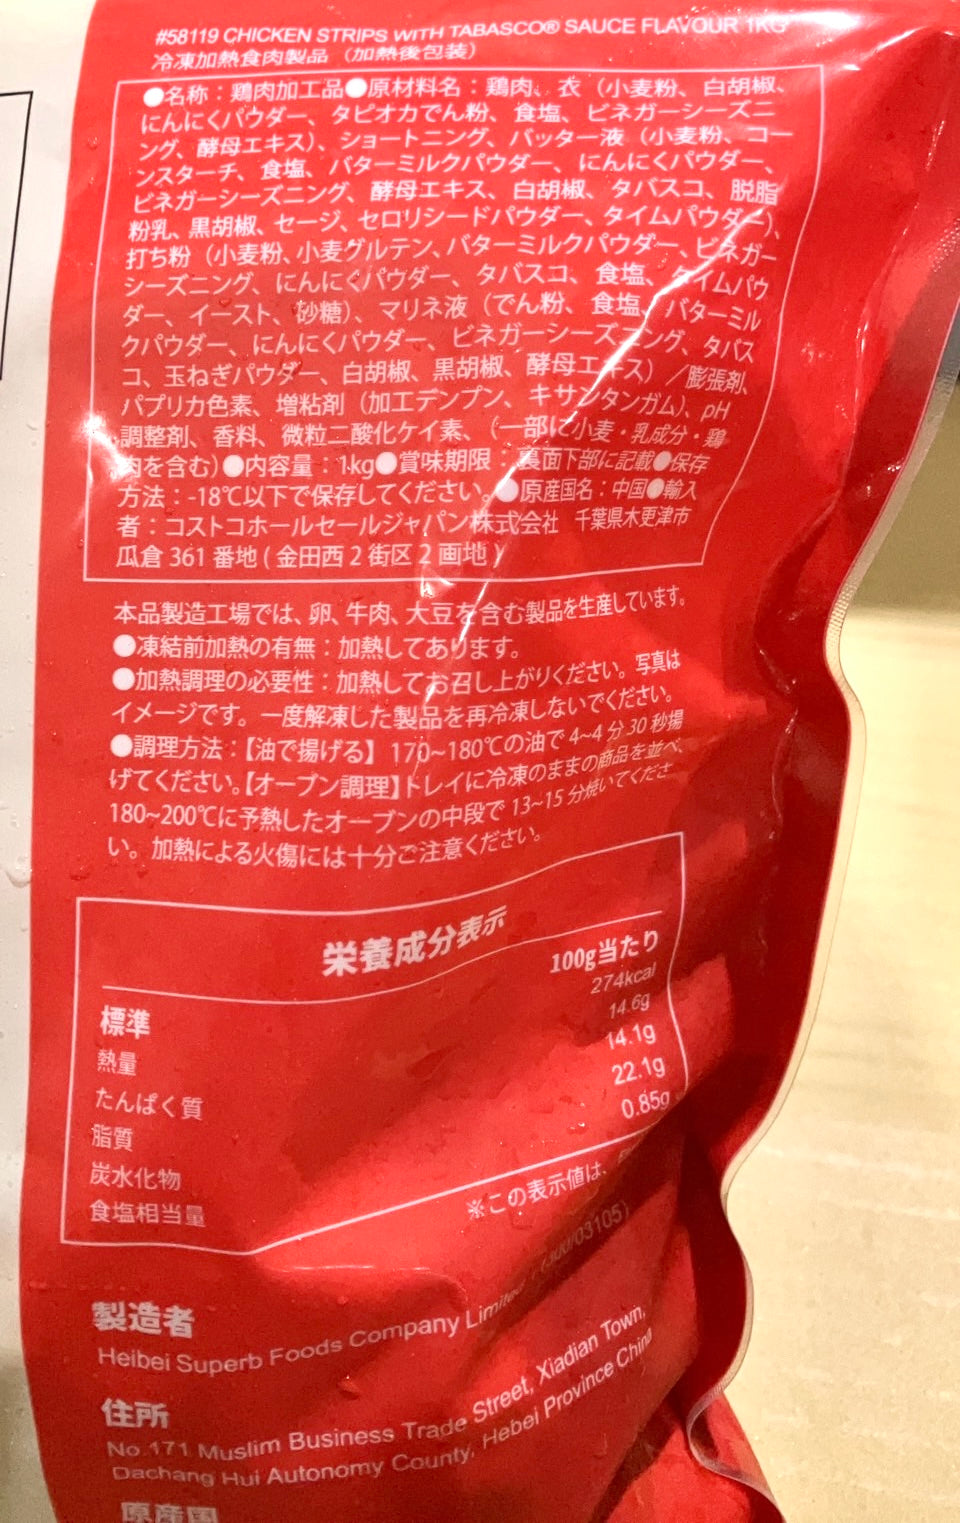 #58119 CHICKEN STRIPS WITH TABASCO® SAUCE FLAVOUR 1KG
冷凍加熱食肉製品（加熱後包装）
●名称：鶏肉加工品●原材料名：鶏肉、衣（小麦粉、白胡椒、
にんにくパウダー、タピオカでん粉、食塩、ビネガーシーズニ
ング、酵母エキス）、ショートニング、バッター液（小麦粉、コー
ンスターチ、食塩、バターミルクパウダー、にんにくパウダー、
ビネガーシーズニング、酵母エキス、白胡椒、タバスコ、脱脂
粉乳、黒胡椒、セージ、セロリシードパウダー、タイムパウダー）、
打ち粉（小麦粉、小麦グルテン、バターミルクパウダー、ビネガー
シーズニング、にんにくパウダー、タバスコ、食塩、タイムパウ
ダー、イースト、砂糖）、マリネ液（でん粉、食塩、バターミル
クパウダー、にんにくパウダー、ビネガーシーズニング、タバス
コ、玉ねぎパウダー、白胡椒、黒胡椒、酵母エキス）／膨張剤、
パプリカ色素、増粘剤（加工デンプン、キサンタンガム）、pH
調整剤、香料、微粒二酸化ケイ素、（一部に小麦・乳成分・鶏
肉を含む）●内容量：1kg●賞味期限：裏面下部に記載●保存
方法：-18℃以下で保存してください。●原産国名：中国●輸入
者：コストコホールセールジャパン株式会社 千葉県木更津市
瓜倉 361 番地 ( 金田西 2 街区 2 画地 )
本品製造工場では、卵、牛肉、大豆を含む製品を生産しています。
●凍結前加熱の有無：加熱してあります。
●加熱調理の必要性：加熱してお召し上がりください。写真は
イメージです。一度解凍した製品を再冷凍しないでください。
●調理方法：【油で揚げる】170~180℃の油で 4~4 分 30 秒揚
げてください。【オーブン調理】トレイに冷凍のままの商品を並べ、
180~200℃に予熱したオーブンの中段で 13~15 分焼いてくださ
い。加熱による火傷には十分ご注意ください。
栄養成分表示
100g当たり
標準
熱量 274kcal
たんぱく質 14.6g
脂質 14.1g
炭水化物 22.1g
食塩相当量 0.85g
※この表示値は、
製造者
Heibei Superb Foods Company Limited (1300/03105)
住所
No.171 Muslim Business Trade Street, Xiadian Town,
Dachang Hui Autonomy County, Hebei Province China
原産国